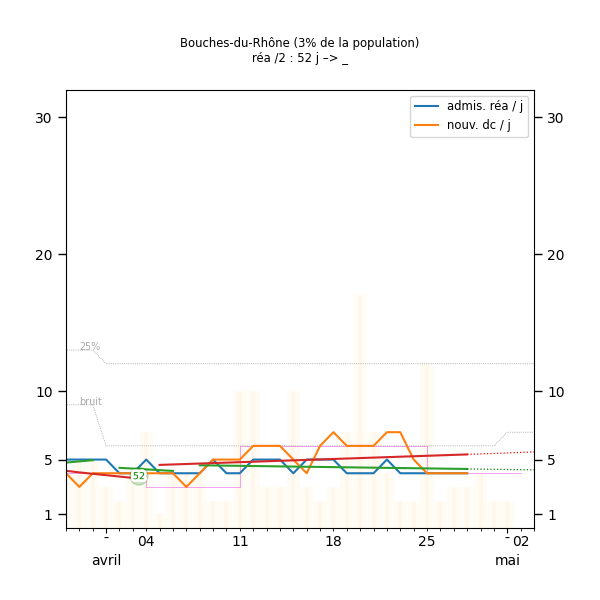 Bouches-du-Rhône (3% de la population)
réa /2 : 52 j –> _
admis. réa / j
nouv. dc / j
30 30
20 20
25%
10 10
bruit
5 5
52
1 1
- 04 11 18 25 - 02
avril mai